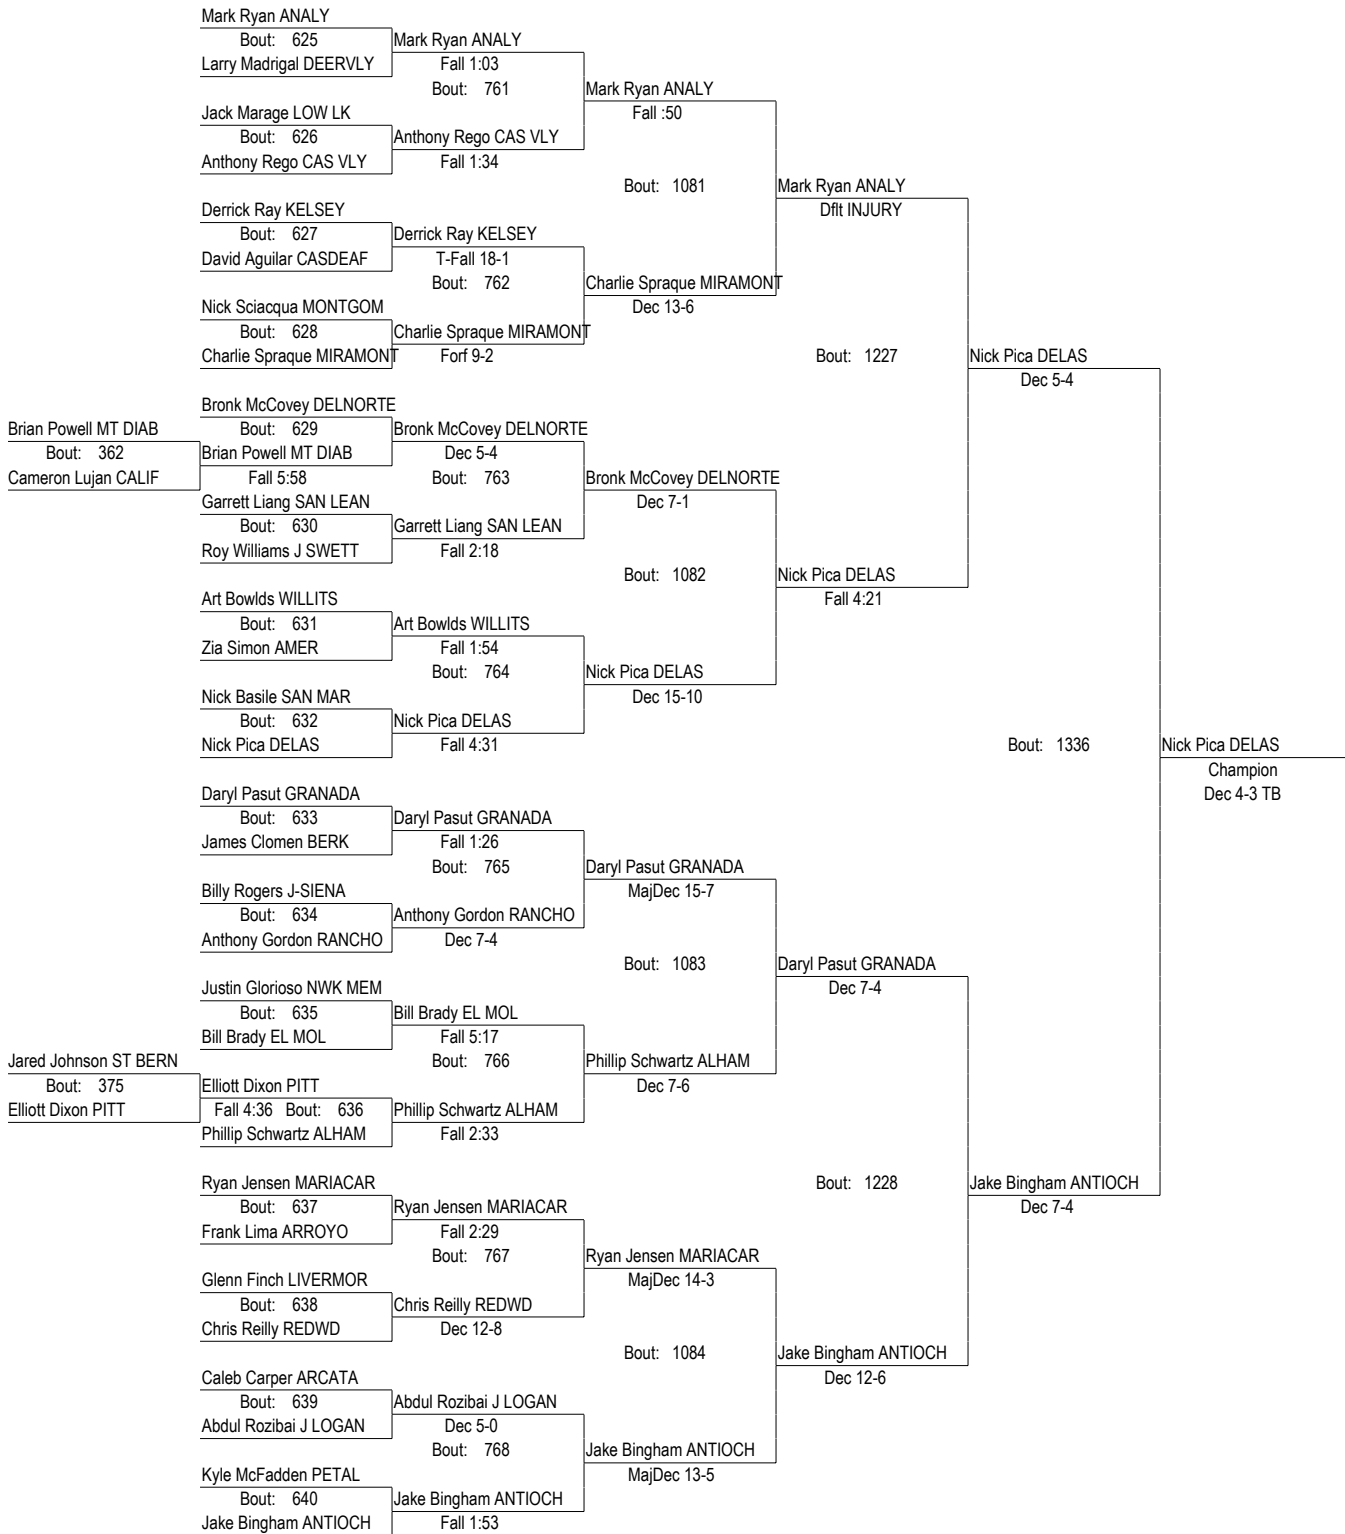 Mark Ryan ANALY
Bout: 625 Mark Ryan ANALY
Larry Madrigal DEERVLY Fall 1:03
Bout: 761 Mark Ryan ANALY
Jack Marage LOW LK Fall :50
Bout: 626 Anthony Rego CAS VLY
Anthony Rego CAS VLY Fall 1:34
Bout: 1081 Mark Ryan ANALY
Derrick Ray KELSEY Dflt INJURY
Bout: 627 Derrick Ray KELSEY
David Aguilar CASDEAF T-Fall 18-1
Bout: 762 Charlie Spraque MIRAMONT
Nick Sciacqua MONTGOM Dec 13-6
Bout: 628 Charlie Spraque MIRAMONT
Charlie Spraque MIRAMONT Forf 9-2 Bout: 1227 Nick Pica DELAS
Dec 5-4
Bronk McCovey DELNORTE
Brian Powell MT DIAB Bout: 629 Bronk McCovey DELNORTE
Bout: 362 Brian Powell MT DIAB Dec 5-4
Cameron Lujan CALIF Fall 5:58 Bout: 763 Bronk McCovey DELNORTE
Garrett Liang SAN LEAN Dec 7-1
Bout: 630 Garrett Liang SAN LEAN
Roy Williams J SWETT Fall 2:18
Bout: 1082 Nick Pica DELAS
Art Bowlds WILLITS Fall 4:21
Bout: 631 Art Bowlds WILLITS
Zia Simon AMER Fall 1:54
Bout: 764 Nick Pica DELAS
Nick Basile SAN MAR Dec 15-10
Bout: 632 Nick Pica DELAS
Nick Pica DELAS Fall 4:31 Bout: 1336 Nick Pica DELAS
Champion
Daryl Pasut GRANADA Dec 4-3 TB
Bout: 633 Daryl Pasut GRANADA
James Clomen BERK Fall 1:26
Bout: 765 Daryl Pasut GRANADA
Billy Rogers J-SIENA MajDec 15-7
Bout: 634 Anthony Gordon RANCHO
Anthony Gordon RANCHO Dec 7-4
Bout: 1083 Daryl Pasut GRANADA
Justin Glorioso NWK MEM Dec 7-4
Bout: 635 Bill Brady EL MOL
Bill Brady EL MOL Fall 5:17
Jared Johnson ST BERN Bout: 766 Phillip Schwartz ALHAM
Bout: 375 Elliott Dixon PITT Dec 7-6
Elliott Dixon PITT Fall 4:36 Bout: 636 Phillip Schwartz ALHAM
Phillip Schwartz ALHAM Fall 2:33
Ryan Jensen MARIACAR Bout: 1228 Jake Bingham ANTIOCH
Bout: 637 Ryan Jensen MARIACAR Dec 7-4
Frank Lima ARROYO Fall 2:29
Bout: 767 Ryan Jensen MARIACAR
Glenn Finch LIVERMOR MajDec 14-3
Bout: 638 Chris Reilly REDWD
Chris Reilly REDWD Dec 12-8
Bout: 1084 Jake Bingham ANTIOCH
Caleb Carper ARCATA Dec 12-6
Bout: 639 Abdul Rozibai J LOGAN
Abdul Rozibai J LOGAN Dec 5-0
Bout: 768 Jake Bingham ANTIOCH
Kyle McFadden PETAL MajDec 13-5
Bout: 640 Jake Bingham ANTIOCH
Jake Bingham ANTIOCH Fall 1:53